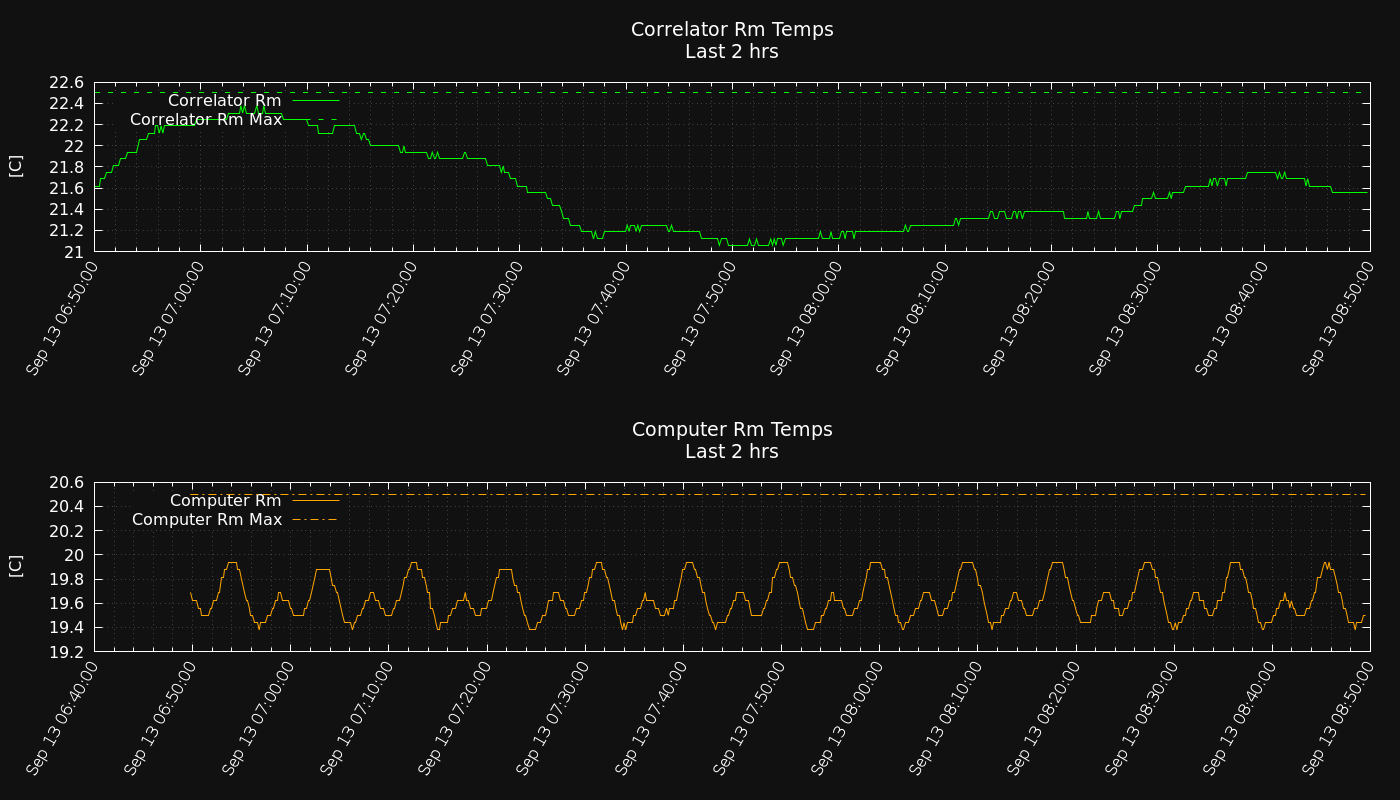 Correlator Rm Temps
Last 2 hrs
[C]
22.6
22.4
22.2
22
21.8
21.6
21.4
21.2
21
Correlator Rm
Correlator Rm Max
Sep 13 06:50:00
Sep 13 07:00:00
Sep 13 07:10:00
Sep 13 07:20:00
Sep 13 07:30:00
Sep 13 07:40:00
Sep 13 07:50:00
Sep 13 08:00:00
Sep 13 08:10:00
Sep 13 08:20:00
Sep 13 08:30:00
Sep 13 08:40:00
Sep 13 08:50:00
Computer Rm Temps
Last 2 hrs
[C]
20.6
20.4
20.2
20
19.8
19.6
19.4
19.2
Computer Rm
Computer Rm Max
Sep 13 06:40:00
Sep 13 06:50:00
Sep 13 07:00:00
Sep 13 07:10:00
Sep 13 07:20:00
Sep 13 07:30:00
Sep 13 07:40:00
Sep 13 07:50:00
Sep 13 08:00:00
Sep 13 08:10:00
Sep 13 08:20:00
Sep 13 08:30:00
Sep 13 08:40:00
Sep 13 08:50:00